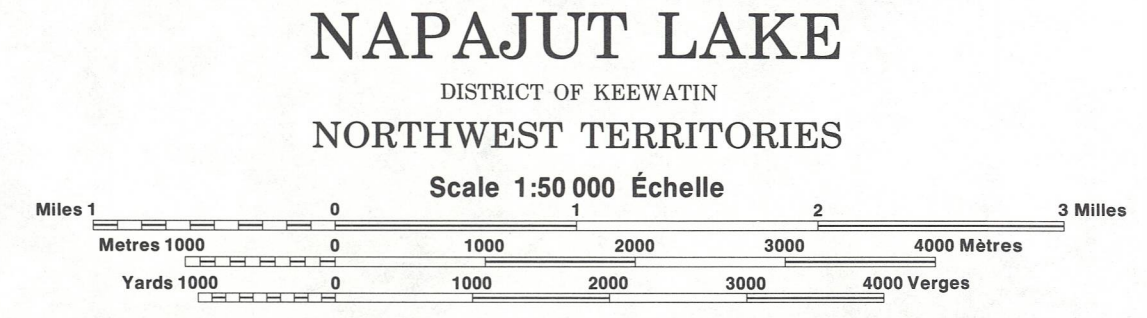 NAPAJUT LAKE
DISTRICT OF KEEWATIN
NORTHWEST TERRITORIES
Scale 1:50 000 Échelle
Miles 1 0 1 2 3 Milles
Metres 1000 0 1000 2000 3000 4000 Mètres
Yards 1000 0 1000 2000 3000 4000 Verges